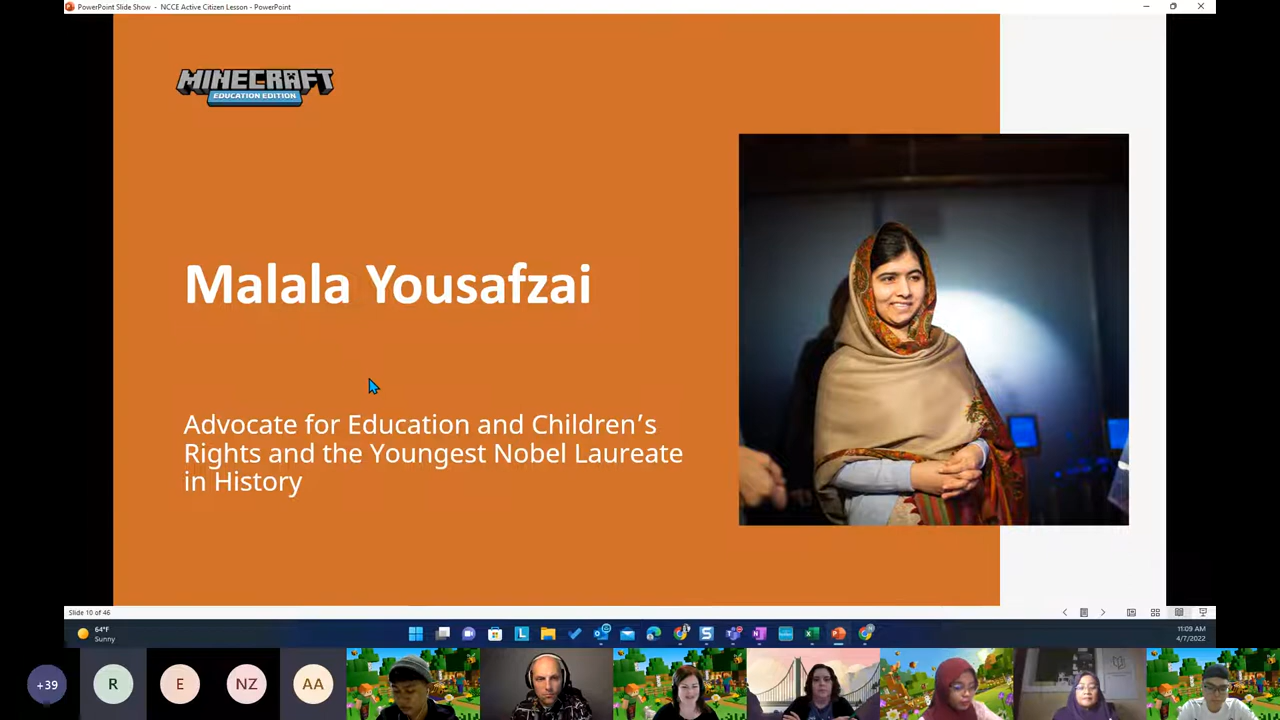 PowerPoint Slide Show - NCCE Active Citizen Lesson - PowerPoint
MINECRAFT
EDUCATION EDITION
Malala Yousafzai
Advocate for Education and Children's
Rights and the Youngest Nobel Laureate
in History
Slide 10 of 46
64°F
Sunny
11:09 AM
4/7/2022
+39
R
E
NZ
AA